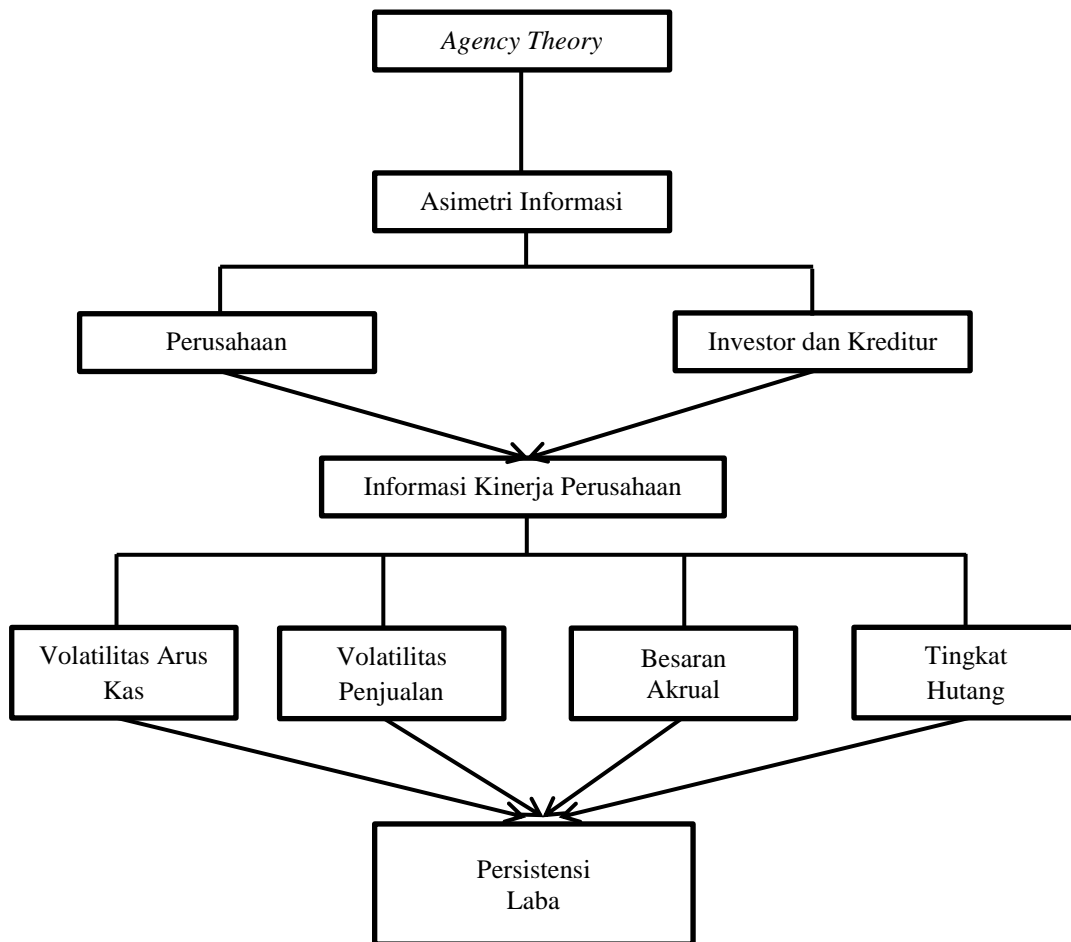 Agency Theory
Asimetri Informasi
Perusahaan
Investor dan Kreditur
Informasi Kinerja Perusahaan
Volatilitas Arus
Kas
Volatilitas
Penjualan
Besaran
Akrual
Tingkat
Hutang
Persistensi
Laba